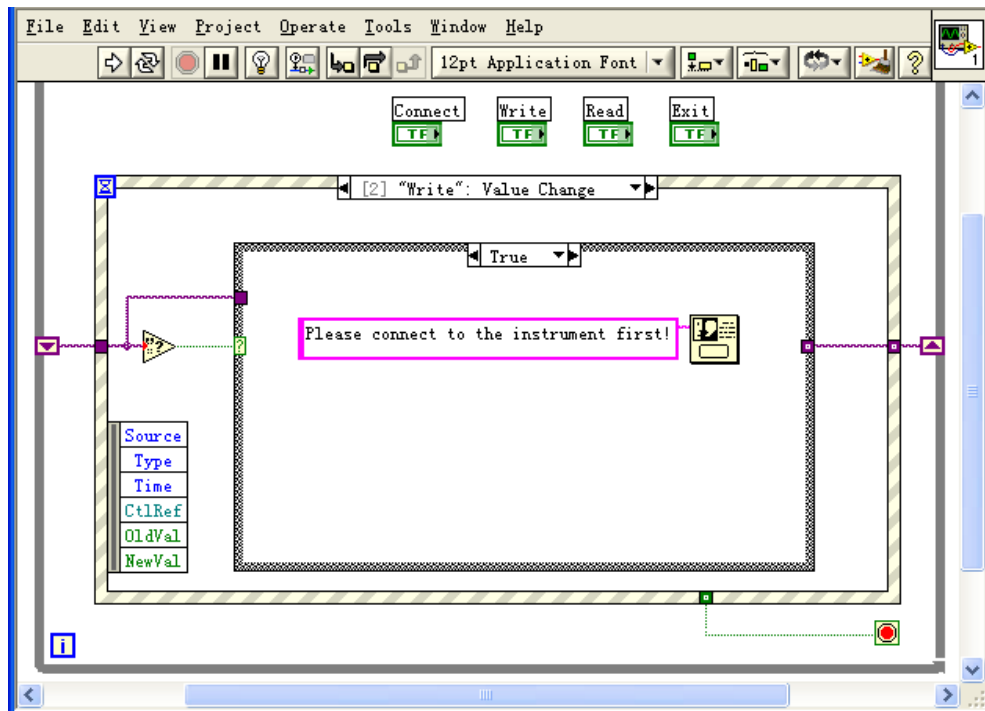 File Edit View Project Operate Tools Window Help
12pt Application Font
?
1
Connect Write Read Exit
TF TF TF TF
[2] "Write": Value Change
True
Please connect to the instrument first!
?
?
Source
Type
Time
CtlRef
OldVal
NewVal
i